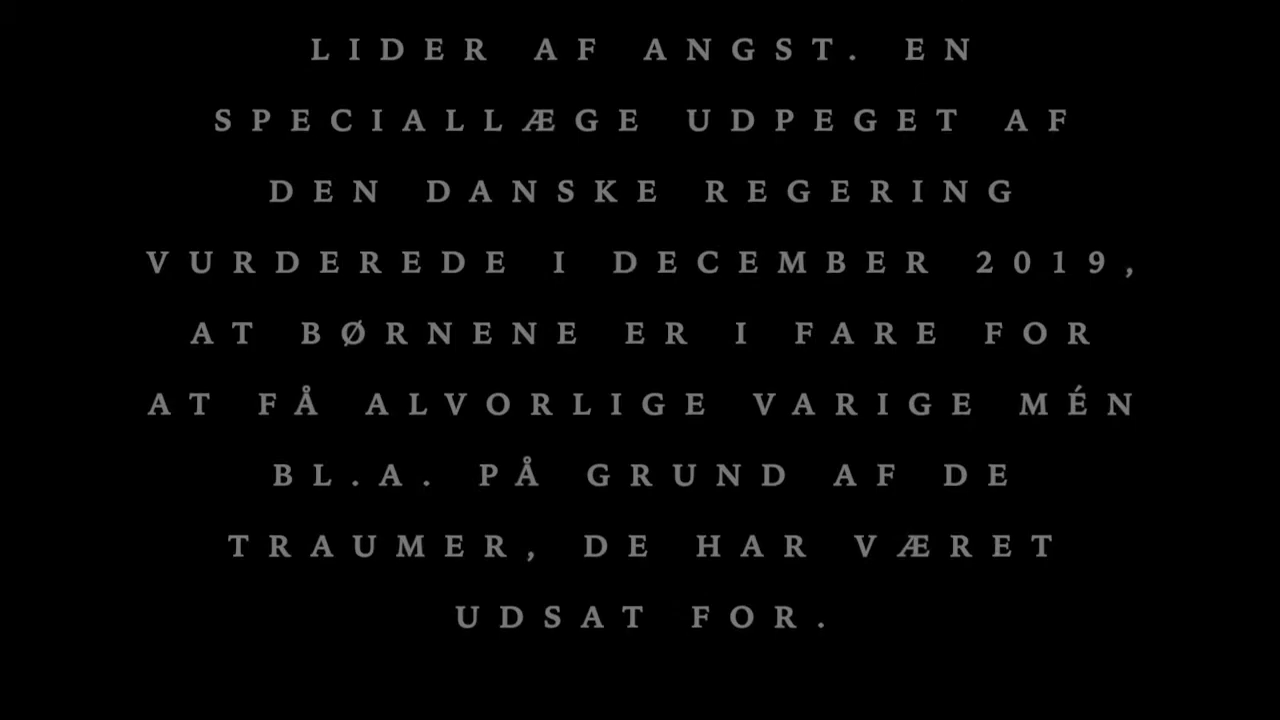 LIDER AF ANGST. EN
SPECIALLÆGE UDPEGET AF
DEN DANSKE REGERING
VURDEREDE I DECEMBER 2019,
AT BØRNENE ER I FARE FOR
AT FÅ ALVORLIGE VARIGE MÉN
BL.A. PÅ GRUND AF DE
TRAUMER, DE HAR VÆRET
UDSAT FOR.